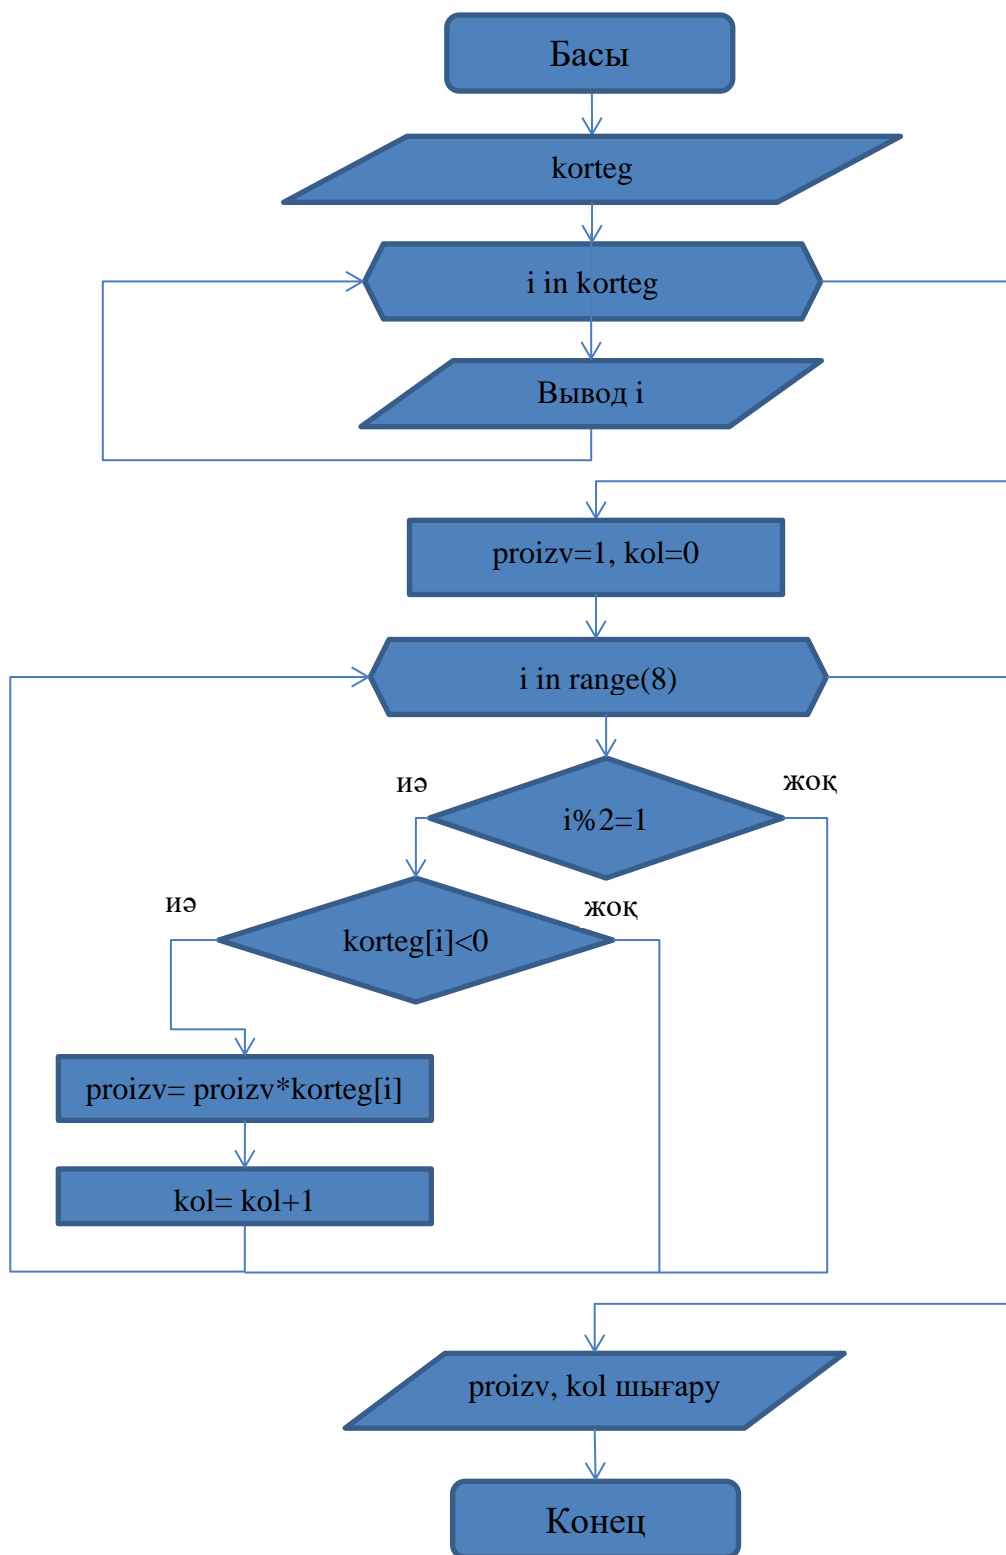 Басы
korteg
i in korteg
Вывод i
proizv=1, kol=0
i in range(8)
иә
жоқ
i%2=1
иә
жоқ
korteg[i]<0
proizv= proizv*korteg[i]
kol= kol+1
proizv, kol шығару
Конец